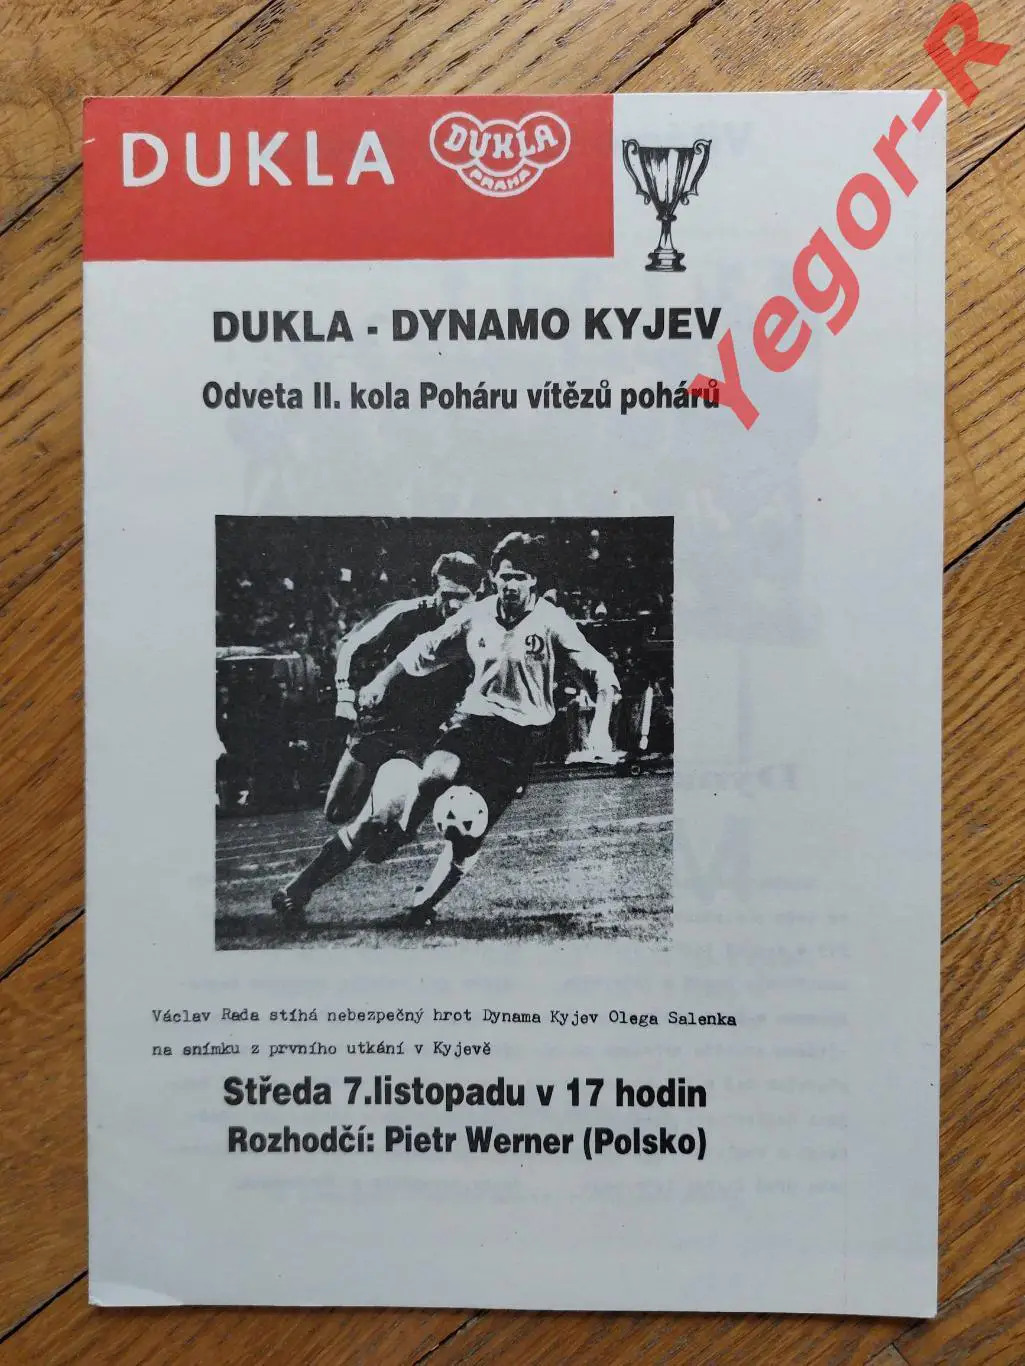 DUKLA
DUKLA
PRAHA
DUKLA - DYNAMO KYJEV
Odveta II. kola Poháru vítězů pohárů
Д
Václav Rada stíhá nebezpečný hrot Dynama Kyjev Olega Salenka
na snímku z prvního utkání v Kyjevě
Středa 7.listopadu v 17 hodin
Rozhodčí: Pietr Werner (Polsko)
Yegor-R